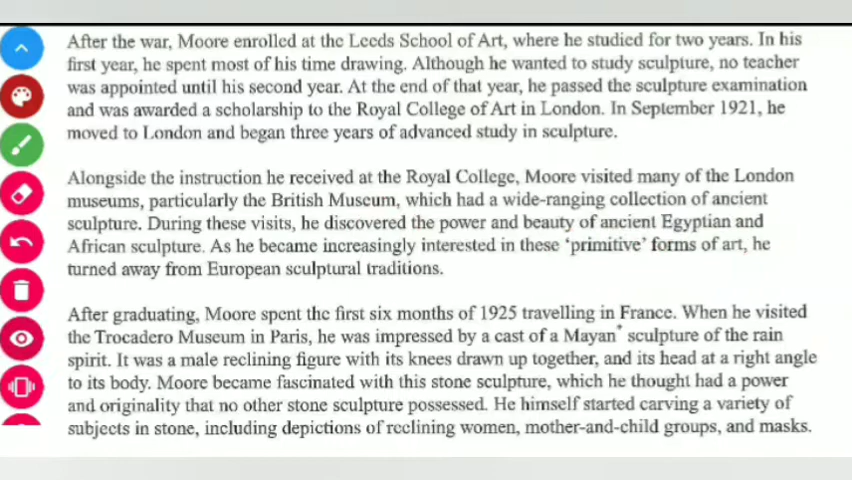 After the war, Moore enrolled at the Leeds School of Art, where he studied for two years. In his
first year, he spent most of his time drawing. Although he wanted to study sculpture, no teacher
was appointed until his second year. At the end of that year, he passed the sculpture examination
and was awarded a scholarship to the Royal College of Art in London. In September 1921, he
moved to London and began three years of advanced study in sculpture.
Alongside the instruction he received at the Royal College, Moore visited many of the London
museums, particularly the British Museum, which had a wide-ranging collection of ancient
sculpture. During these visits, he discovered the power and beauty of ancient Egyptian and
African sculpture. As he became increasingly interested in these ‘primitive’ forms of art, he
turned away from European sculptural traditions.
After graduating, Moore spent the first six months of 1925 travelling in France. When he visited
the Trocadero Museum in Paris, he was impressed by a cast of a Mayan* sculpture of the rain
spirit. It was a male reclining figure with its knees drawn up together, and its head at a right angle
to its body. Moore became fascinated with this stone sculpture, which he thought had a power
and originality that no other stone sculpture possessed. He himself started carving a variety of
subjects in stone, including depictions of reclining women, mother-and-child groups, and masks.